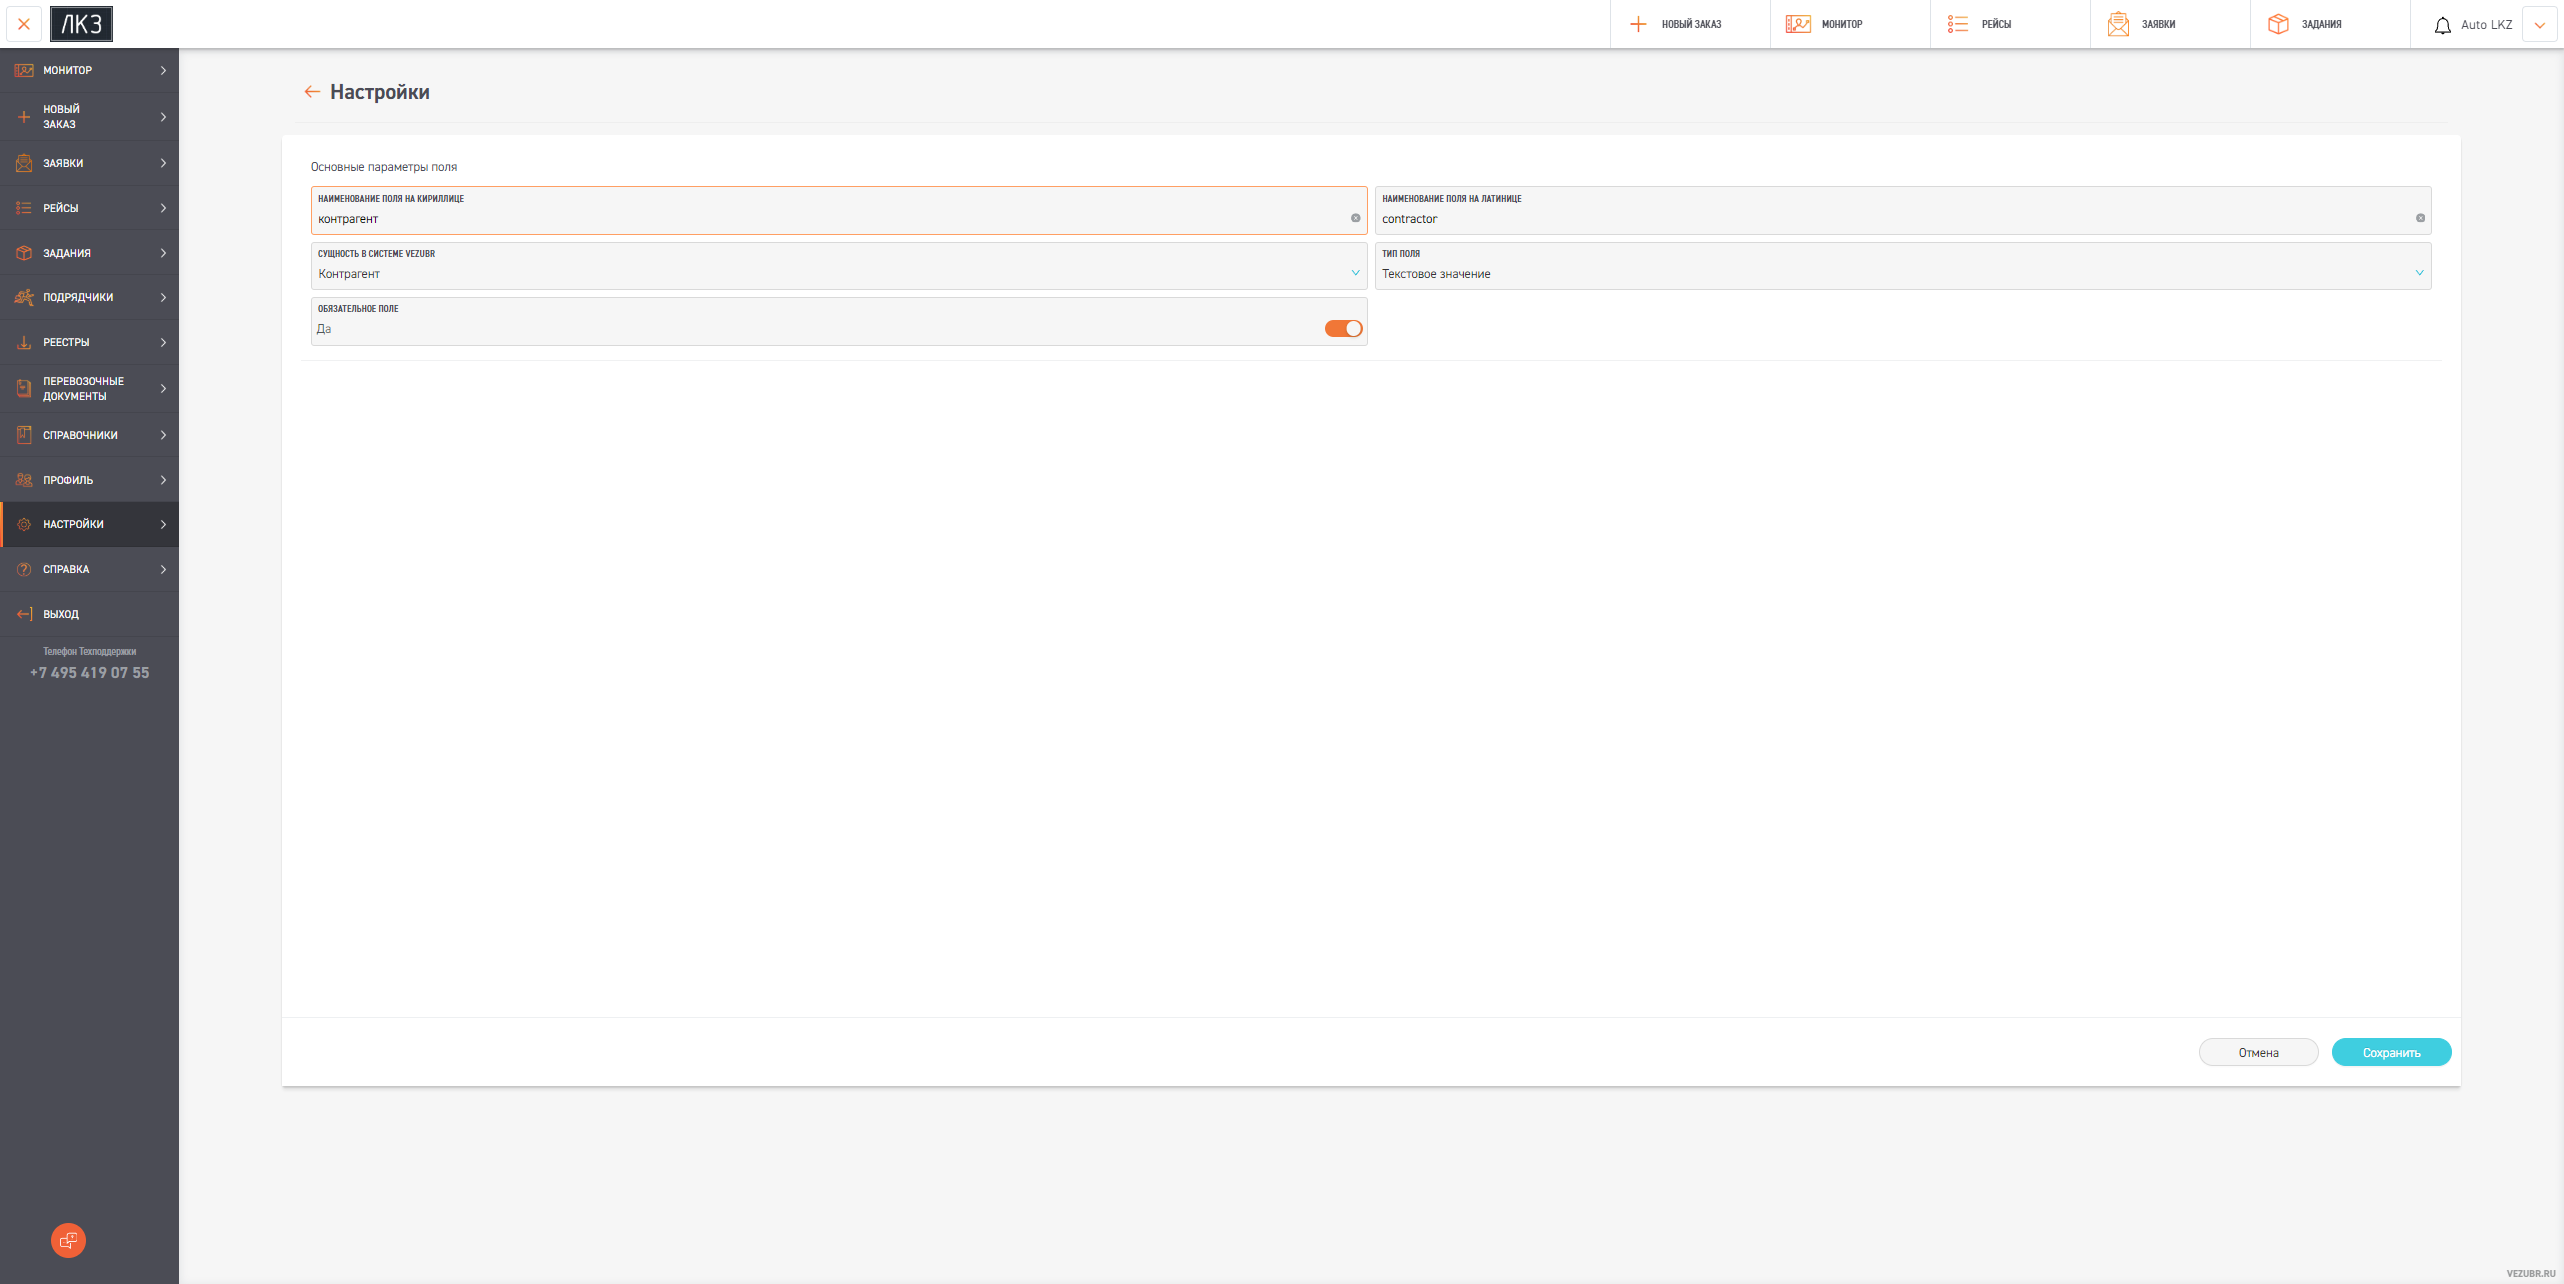 ЛКЗ
НОВЫЙ ЗАКАЗ
МОНИТОР
РЕЙСЫ
ЗАЯВКИ
ЗАДАНИЯ
Auto LKZ
МОНИТОР
НОВЫЙ
ЗАКАЗ
ЗАЯВКИ
РЕЙСЫ
ЗАДАНИЯ
ПОДРЯДЧИКИ
РЕЕСТРЫ
ПЕРЕВОЗОЧНЫЕ
ДОКУМЕНТЫ
СПРАВОЧНИКИ
ПРОФИЛЬ
НАСТРОЙКИ
СПРАВКА
ВЫХОД
Телефон Техподдержки
+7 495 419 07 55
Настройки
Основные параметры поля
НАИМЕНОВАНИЕ ПОЛЯ НА КИРИЛЛИЦЕ
контрагент
НАИМЕНОВАНИЕ ПОЛЯ НА ЛАТИНИЦЕ
contractor
СУЩНОСТЬ В СИСТЕМЕ VEZUBR
Контрагент
ТИП ПОЛЯ
Текстовое значение
ОБЯЗАТЕЛЬНОЕ ПОЛЕ
Да
Отмена
Сохранить
VEZUBR.RU